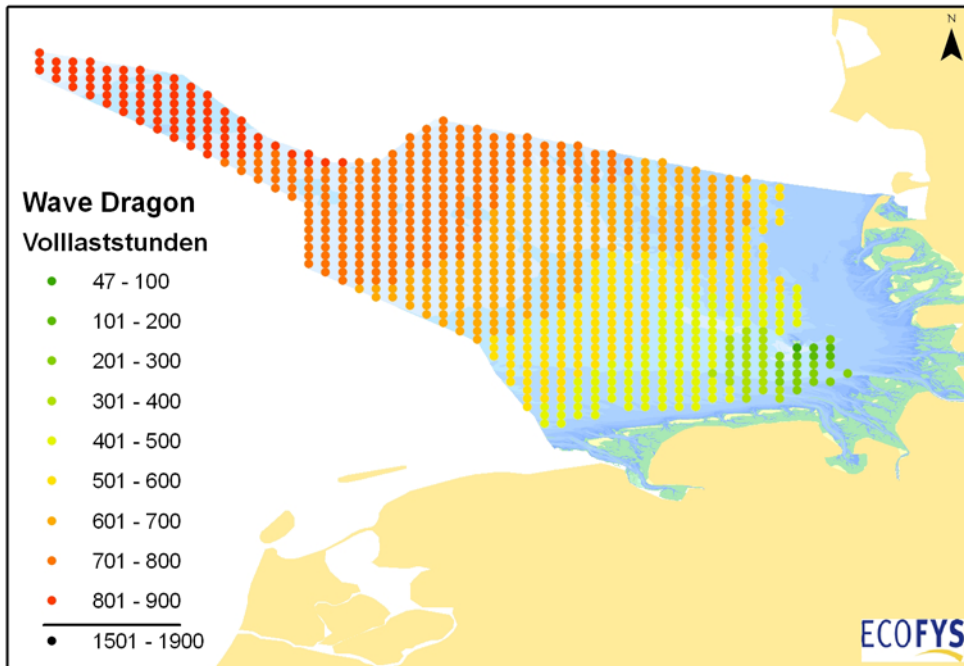 N
Wave Dragon
Volllaststunden
47 - 100
101 - 200
201 - 300
301 - 400
401 - 500
501 - 600
601 - 700
701 - 800
801 - 900
1501 - 1900
ECOFYS